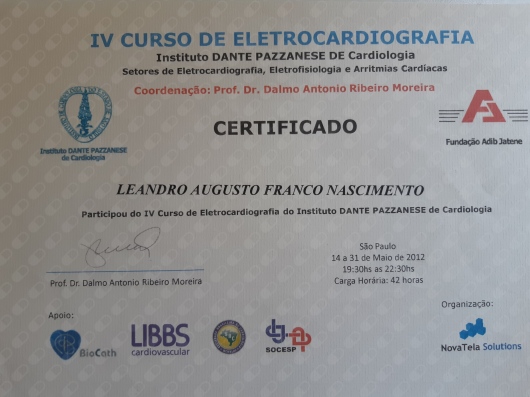 IV CURSO DE ELETROCARDIOGRAFIA
Instituto DANTE PAZZANESE DE Cardiologia
Setores de Eletrocardiografia, Eletrofisiologia e Arritmias Cardíacas
Coordenação: Prof. Dr. Dalmo Antonio Ribeiro Moreira
Instituto DANTE PAZZANESE
de Cardiologia
CERTIFICADO
Fundação Adib Jatene
LEANDRO AUGUSTO FRANCO NASCIMENTO
Participou do IV Curso de Eletrocardiografia do Instituto DANTE PAZZANESE de Cardiologia
São Paulo
14 a 31 de Maio de 2012
19:30hs as 22:30hs
Carga Horária: 42 horas
Prof. Dr. Dalmo Antonio Ribeiro Moreira
Apoio:
BioCath
LIBBS
cardiovascular
SOCESP
Organização:
NovaTela Solutions